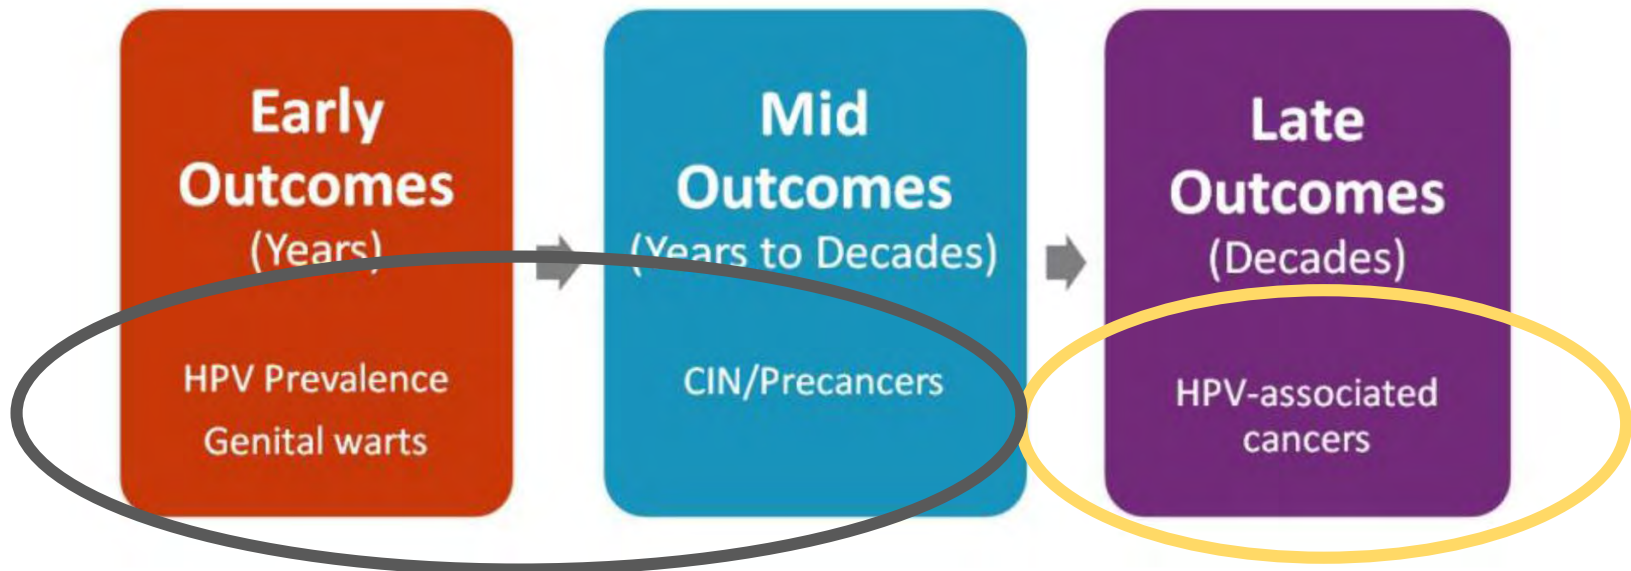 Early
Outcomes
(Years)
HPV Prevalence
Genital warts
Mid
Outcomes
(Years to Decades)
CIN/Precancers
Late
Outcomes
(Decades)
HPV-associated
cancers